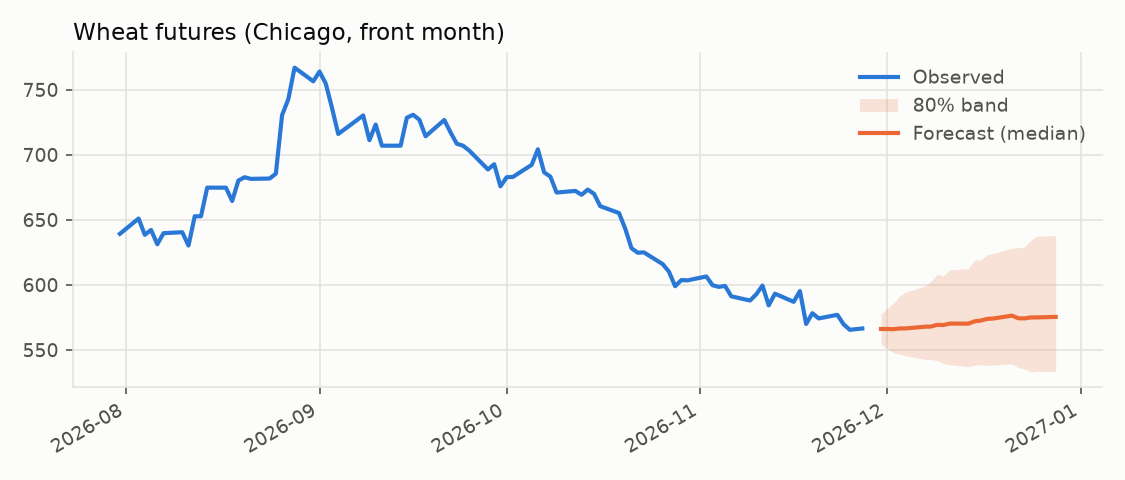 Wheat futures (Chicago, front month)
Observed
80% band
Forecast (median)
750
700
650
600
550
2026-08
2026-09
2026-10
2026-11
2026-12
2027-01